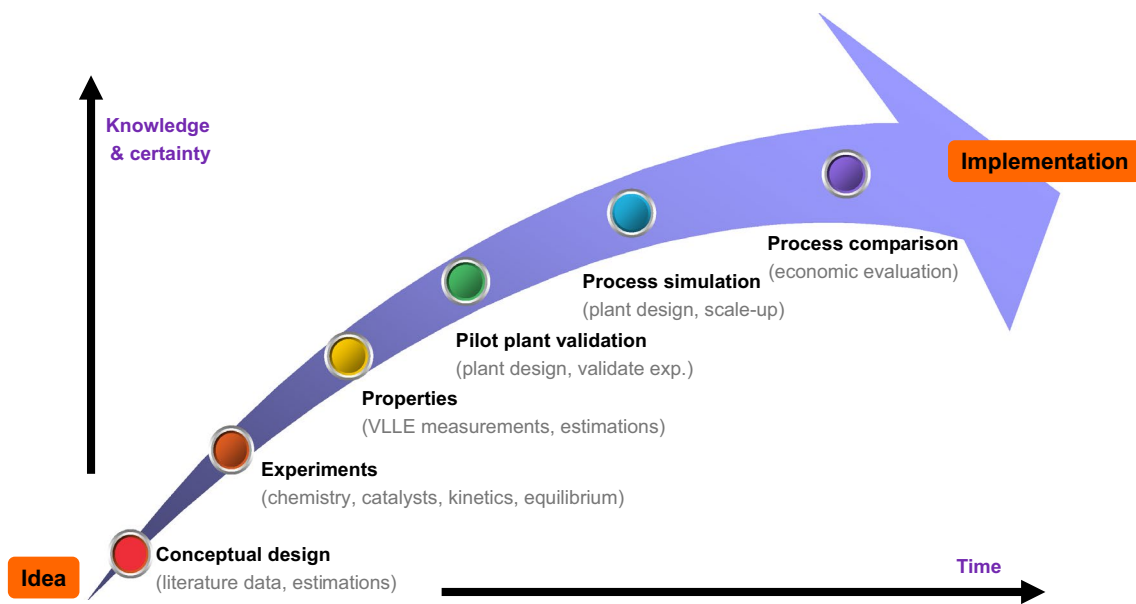 Knowledge
& certainty
Implementation
Process comparison
(economic evaluation)
Process simulation
(plant design, scale-up)
Pilot plant validation
(plant design, validate exp.)
Properties
(VLLE measurements, estimations)
Experiments
(chemistry, catalysts, kinetics, equilibrium)
Conceptual design
(literature data, estimations)
Idea
Time